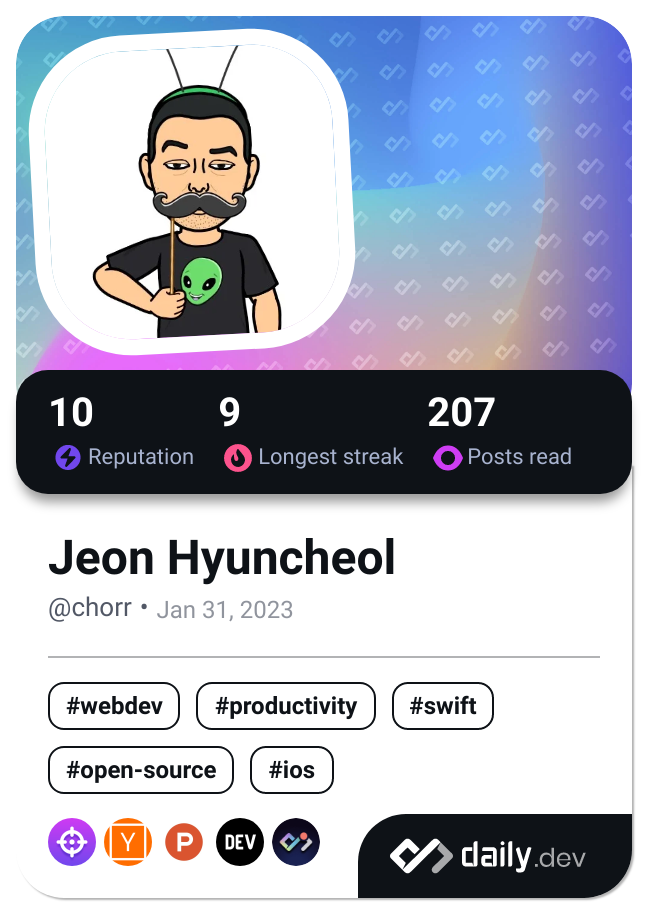 10 9 207
Reputation Longest streak Posts read
Jeon Hyuncheol
@chorr • Jan 31, 2023
#webdev #productivity #swift
#open-source #ios
Y P DEV daily.dev